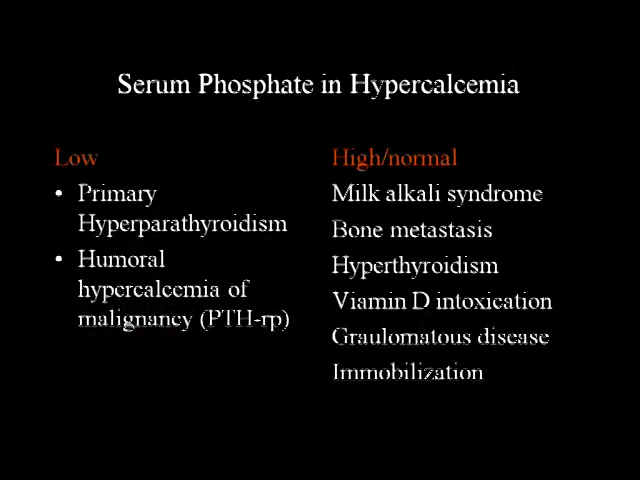 Serum Phosphate in Hypercalcemia
Low
• Primary
Hyperparathyroidism
• Humoral
hypercalcemia of
malignancy (PTH-rp)
High/normal
Milk alkali syndrome
Bone metastasis
Hyperthyroidism
Viamin D intoxication
Graulomatous disease
Immobilization